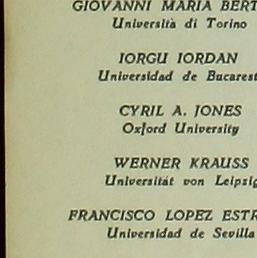 GIOVANNI MARIA BERT
Università di Torino
IORGU IORDAN
Universidad de Bucarest
CYRIL A. JONES
Oxford University
WERNER KRAUSS
Universität von Leipzig
FRANCISCO LOPEZ ESTR
Universidad de Sevilla